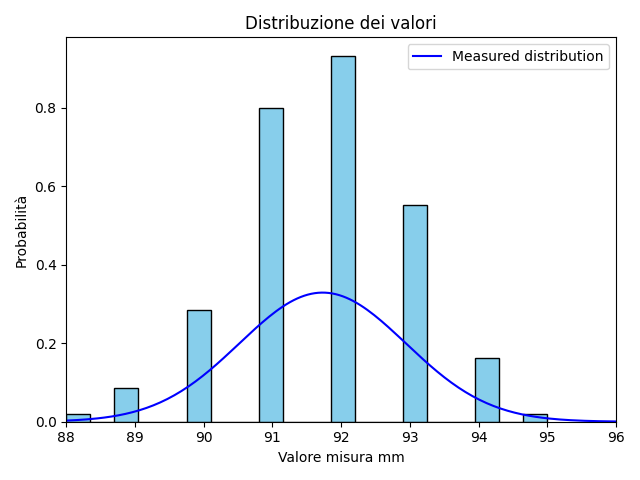 Distribuzione dei valori
Measured distribution
Probabilità
0.8
0.6
0.4
0.2
0.0
88 89 90 91 92 93 94 95 96
Valore misura mm